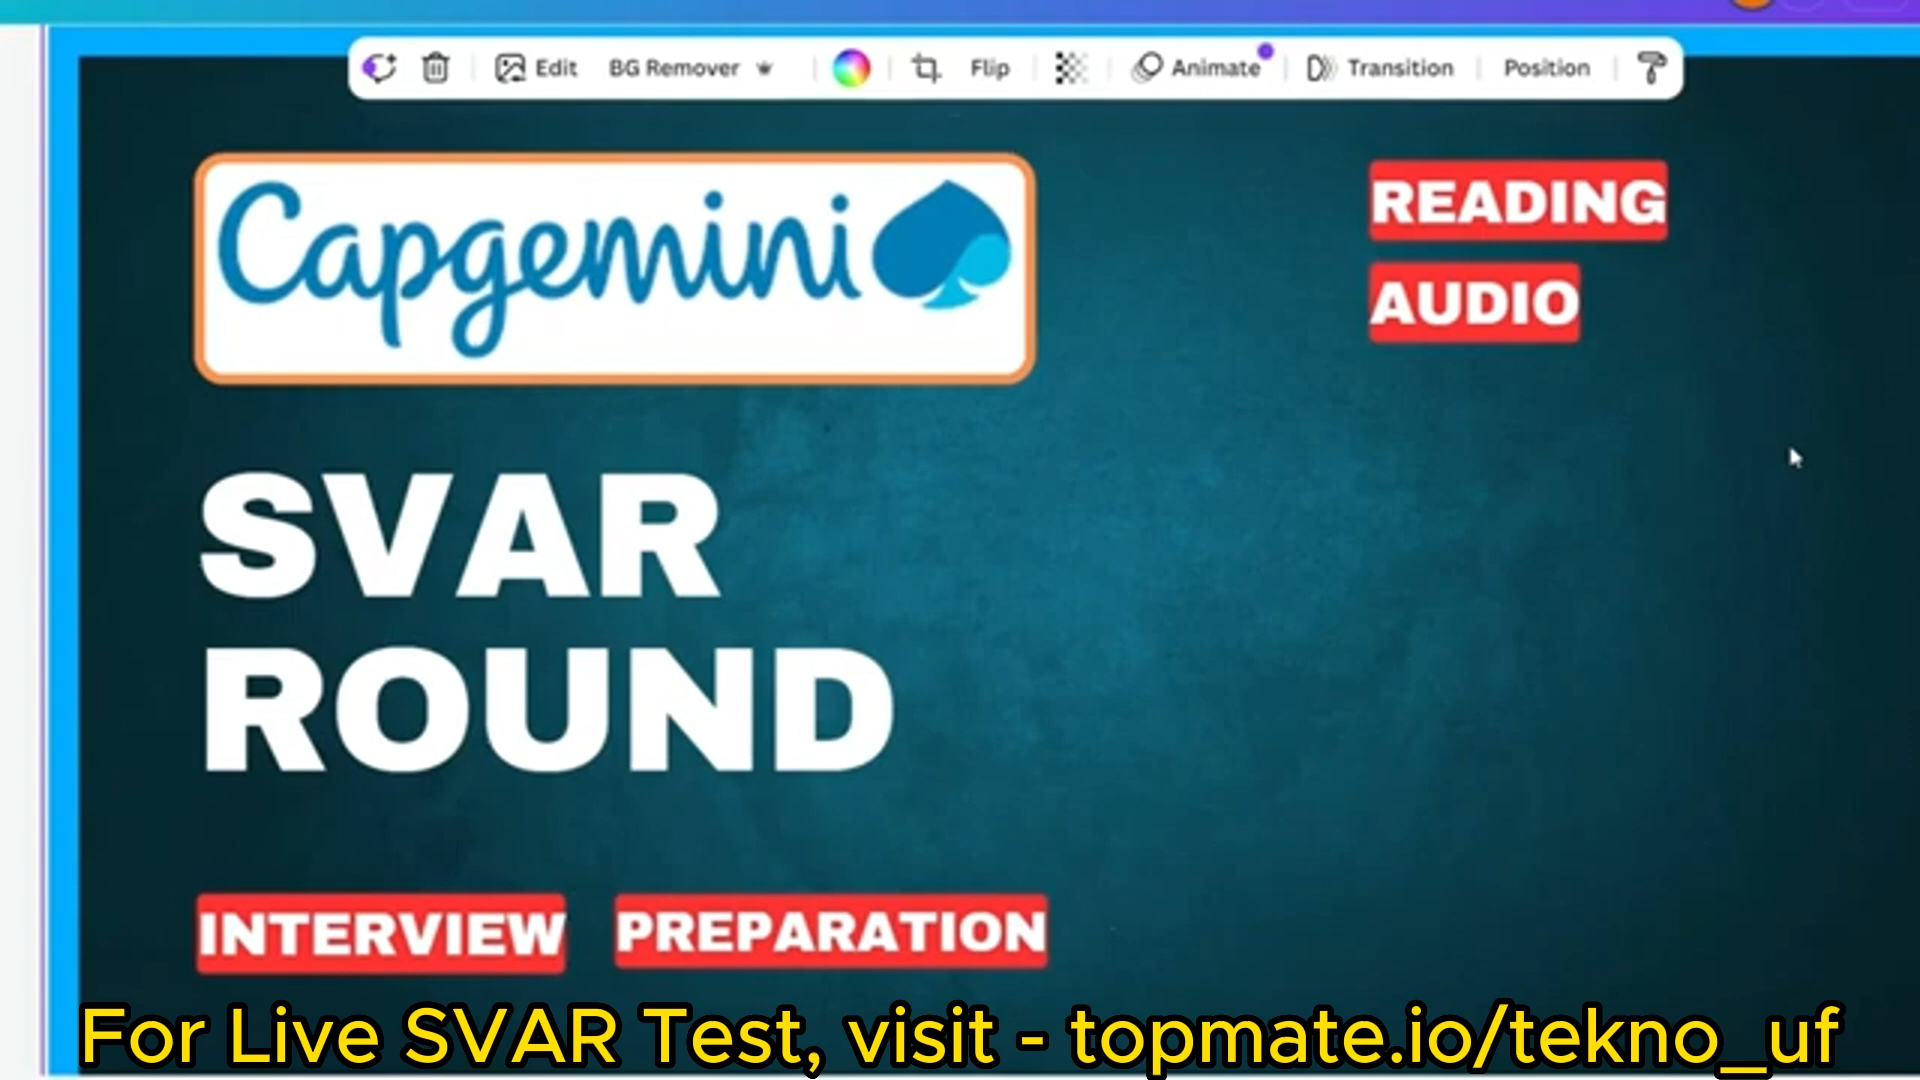 Edit BG Remover Flip Animate Transition Position
Capgemini
READING
AUDIO
SVAR
ROUND
INTERVIEW PREPARATION
For Live SVAR Test, visit - topmate.io/tekno_uf